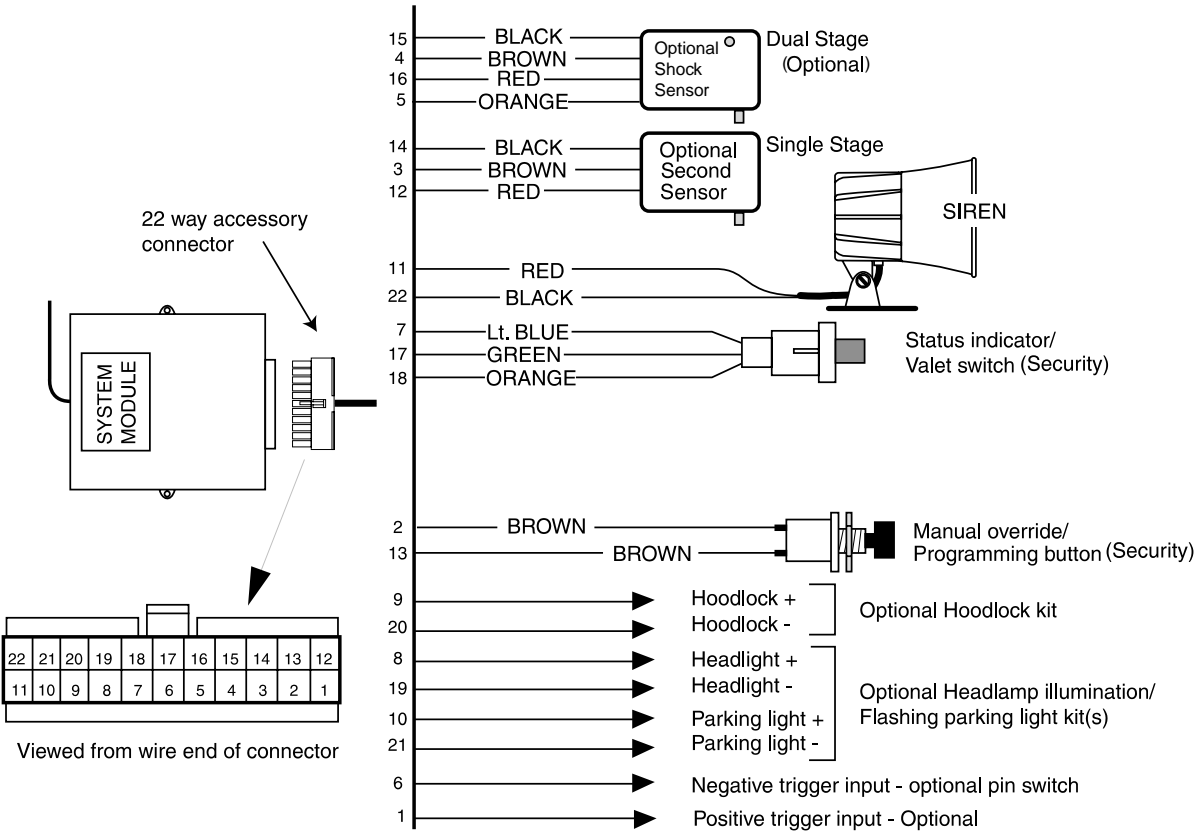 15 BLACK
4 BROWN
16 RED
5 ORANGE
Optional
Shock
Sensor
Dual Stage
(Optional)
14 BLACK
3 BROWN
12 RED
Optional
Second
Sensor
Single Stage
SIREN
11 RED
22 BLACK
7 Lt. BLUE
17 GREEN
18 ORANGE
Status indicator/
Valet switch (Security)
22 way accessory
connector
SYSTEM
MODULE
2 BROWN
13 BROWN
Manual override/
Programming button (Security)
9 Hoodlock +
20 Hoodlock -
Optional Hoodlock kit
8 Headlight +
19 Headlight -
10 Parking light +
21 Parking light -
Optional Headlamp illumination/
Flashing parking light kit(s)
6 Negative trigger input - optional pin switch
1 Positive trigger input - Optional
22 21 20 19 18 17 16 15 14 13 12
11 10 9 8 7 6 5 4 3 2 1
Viewed from wire end of connector